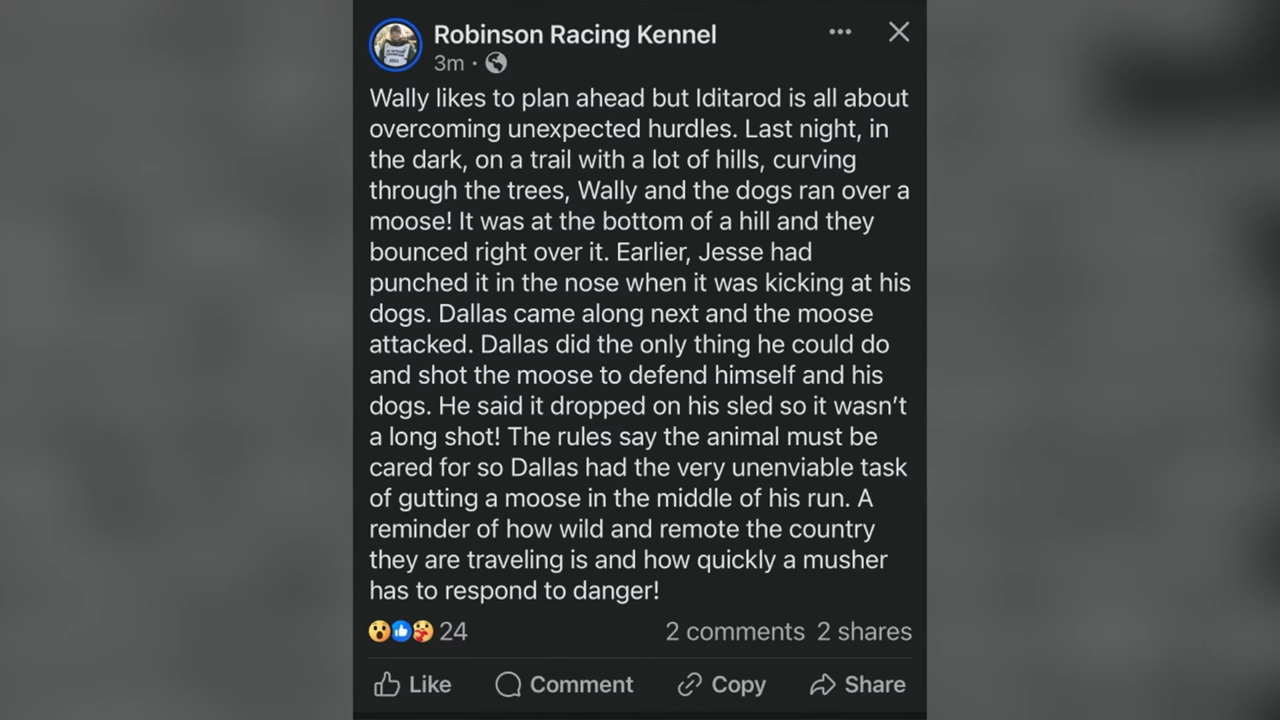 Robinson Racing Kennel
3m ·
Wally likes to plan ahead but Iditarod is all about
overcoming unexpected hurdles. Last night, in
the dark, on a trail with a lot of hills, curving
through the trees, Wally and the dogs ran over a
moose! It was at the bottom of a hill and they
bounced right over it. Earlier, Jesse had
punched it in the nose when it was kicking at his
dogs. Dallas came along next and the moose
attacked. Dallas did the only thing he could do
and shot the moose to defend himself and his
dogs. He said it dropped on his sled so it wasn't
a long shot! The rules say the animal must be
cared for so Dallas had the very unenviable task
of gutting a moose in the middle of his run. A
reminder of how wild and remote the country
they are traveling is and how quickly a musher
has to respond to danger!
24 2 comments 2 shares
Like Comment Copy Share